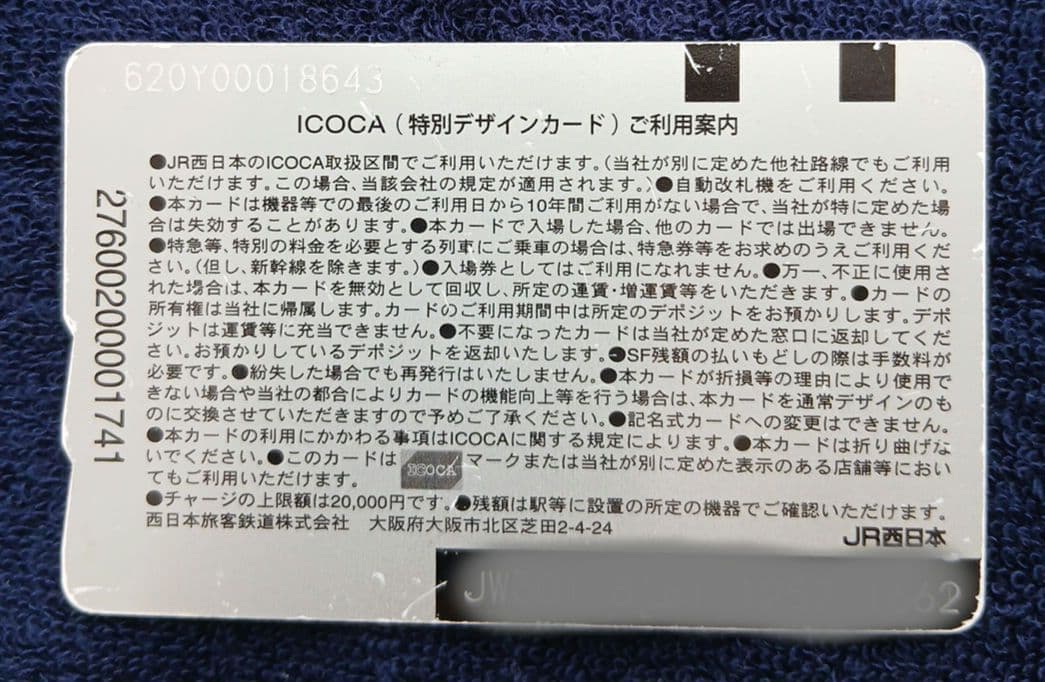 620Y00018643
ICOCA（特別デザインカード）ご利用案内
●JR西日本のICOCA取扱区間でご利用いただけます。（当社が別に定めた他社路線でもご利用
いただけます。この場合、当該会社の規定が適用されます。）●自動改札機をご利用ください。
●本カードは機器等での最後のご利用日から10年間ご利用がない場合で、当社が特に定めた場
合は失効することがあります。●本カードで入場した場合、他のカードでは出場できません。
●特急等、特別の料金を必要とする列車にご乗車の場合は、特急券等をお求めのうえご利用くだ
さい。（但し、新幹線を除きます。）●入場券としてはご利用になれません。●万一、不正に使用さ
れた場合は、本カードを無効として回収し、所定の運賃・増運賃等をいただきます。●カードの
所有権は当社に帰属します。カードのご利用期間中は所定のデポジットをお預かりします。デポ
ジットは運賃等に充当できません。●不要になったカードは当社が定めた窓口に返却してくだ
さい。お預かりしているデポジットを返却いたします。●SF残額の払いもどしの際は手数料が
必要です。●紛失した場合でも再発行はいたしません。●本カードが折損等の理由により使用で
きない場合や当社の都合によりカードの機能向上等を行う場合は、本カードを通常デザインのも
のに交換させていただきますので予めご了承ください。●記名式カードへの変更はできません。
●本カードの利用にかかわる事項はICOCAに関する規定によります。●本カードは折り曲げな
いでください。●このカードは ICOCA マークまたは当社が別に定めた表示のある店舗等におい
てもご利用いただけます。
●チャージの上限額は20,000円です。●残額は駅等に設置の所定の機器でご確認いただけます。
西日本旅客鉄道株式会社　大阪府大阪市北区芝田2-4-24
JR西日本
27600200001741
JW
62